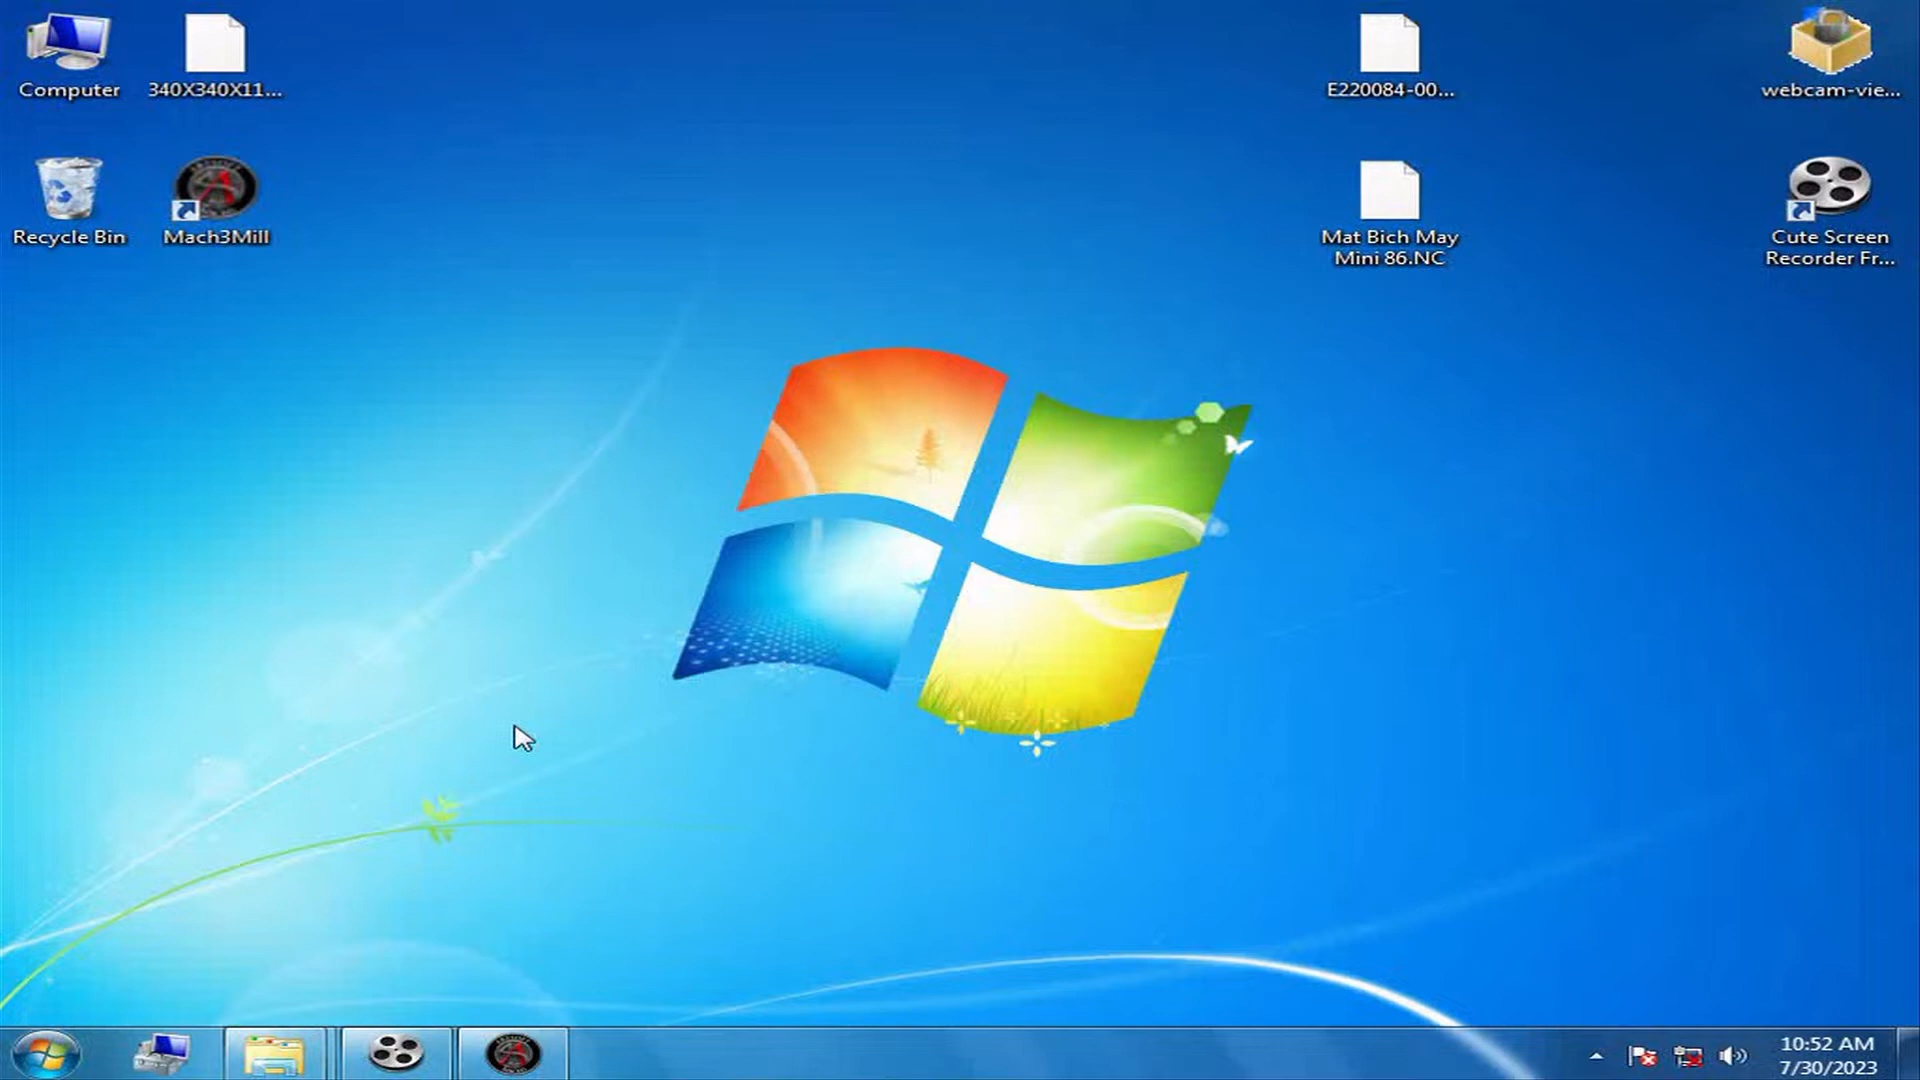 Computer
340X340X11...
E220084-00...
webcam-vie...
Recycle Bin
Mach3Mill
Mat Bich May
Mini 86.NC
Cute Screen
Recorder Fr...
10:52 AM
7/30/2023